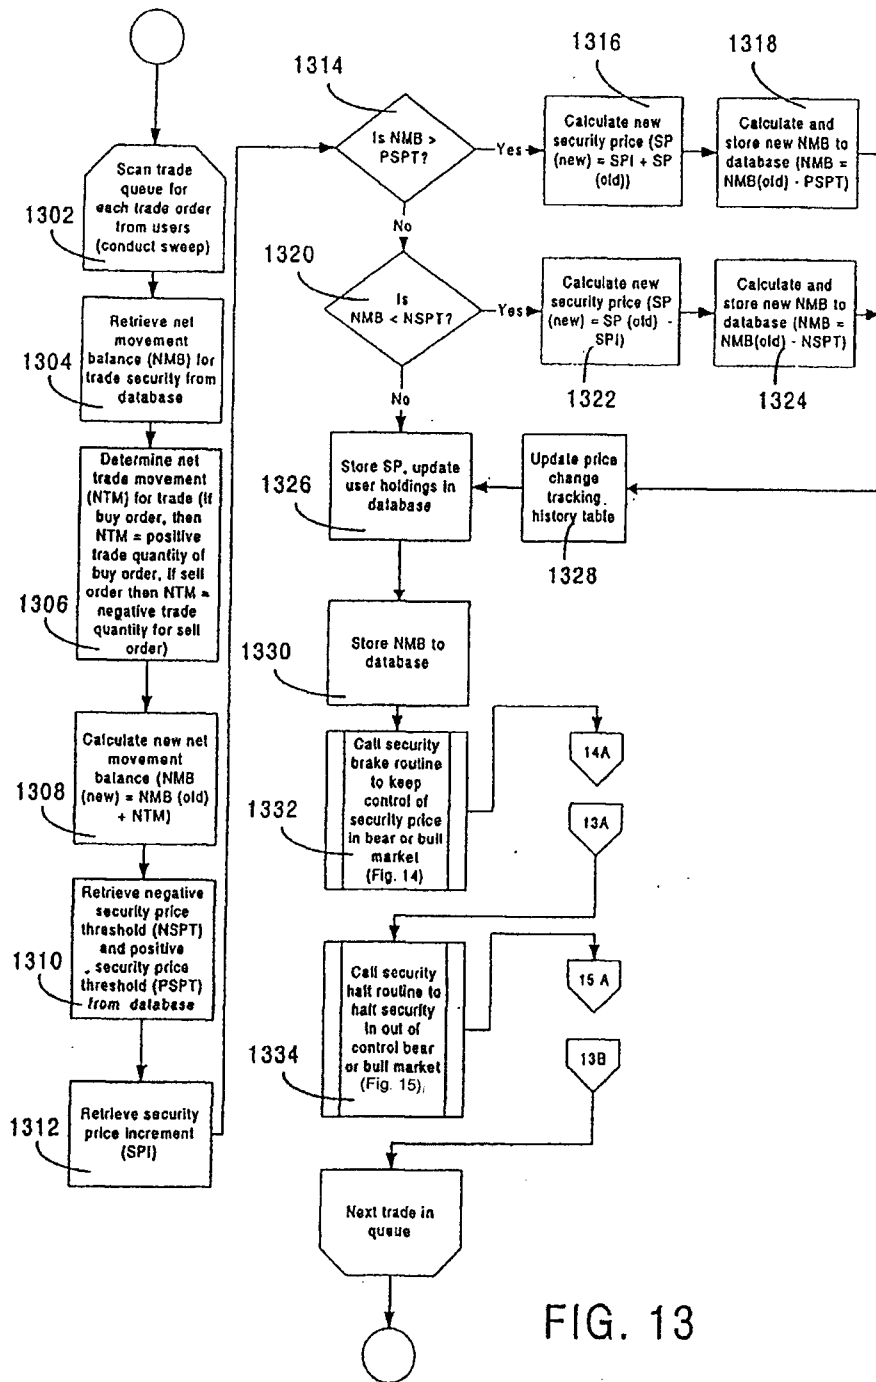 1302
Scan trade
queue for
each trade order
from users
(conduct sweep)
1304
Retrieve net
movement
balance (NMB) for
trade security from
database
1306
Determine net
trade movement
(NTM) for trade (if
buy order, then
NTM = positive
trade quantity of
buy order, if sell
order then NTM =
negative trade
quantity for sell
order)
1308
Calculate new net
movement
balance (NMB
(new) = NMB (old)
+ NTM)
1310
Retrieve negative
security price
threshold (NSPT)
and positive
security price
threshold (PSPT)
from database
1312
Retrieve security
price increment
(SPI)
1314
Is NMB >
PSPT?
Yes
No
1316
Calculate new
security price (SP
(new) = SPI + SP
(old))
1318
Calculate and
store new NMB to
database (NMB =
NMB(old) - PSPT)
1320
Is
NMB < NSPT?
Yes
No
Calculate new
security price (SP
(new) = SP (old) -
SPI)
1322
Calculate and
store new NMB to
database (NMB =
NMB(old) - NSPT)
1324
1326
Store SP, update
user holdings in
database
Update price
change
tracking
history table
1328
1330
Store NMB to
database
1332
Call security
brake routine
to keep
control of
security price
in bear or bull
market
(Fig. 14)
14A
13A
1334
Call security
halt routine to
halt security
in out of
control bear
or bull market
(Fig. 15)
15 A
13B
Next trade in
queue
FIG. 13